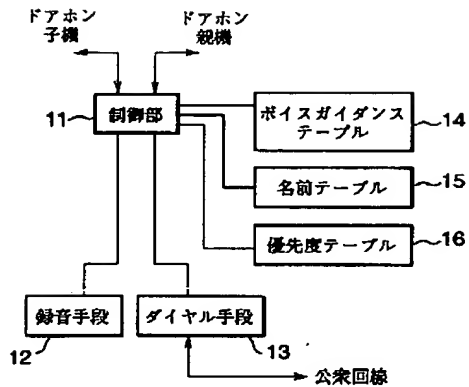 ドアホン
子機
ドアホン
親機
11
制御部
ボイスガイダンス
テーブル
14
名前テーブル
15
優先度テーブル
16
録音手段
12
ダイヤル手段
13
公衆回線